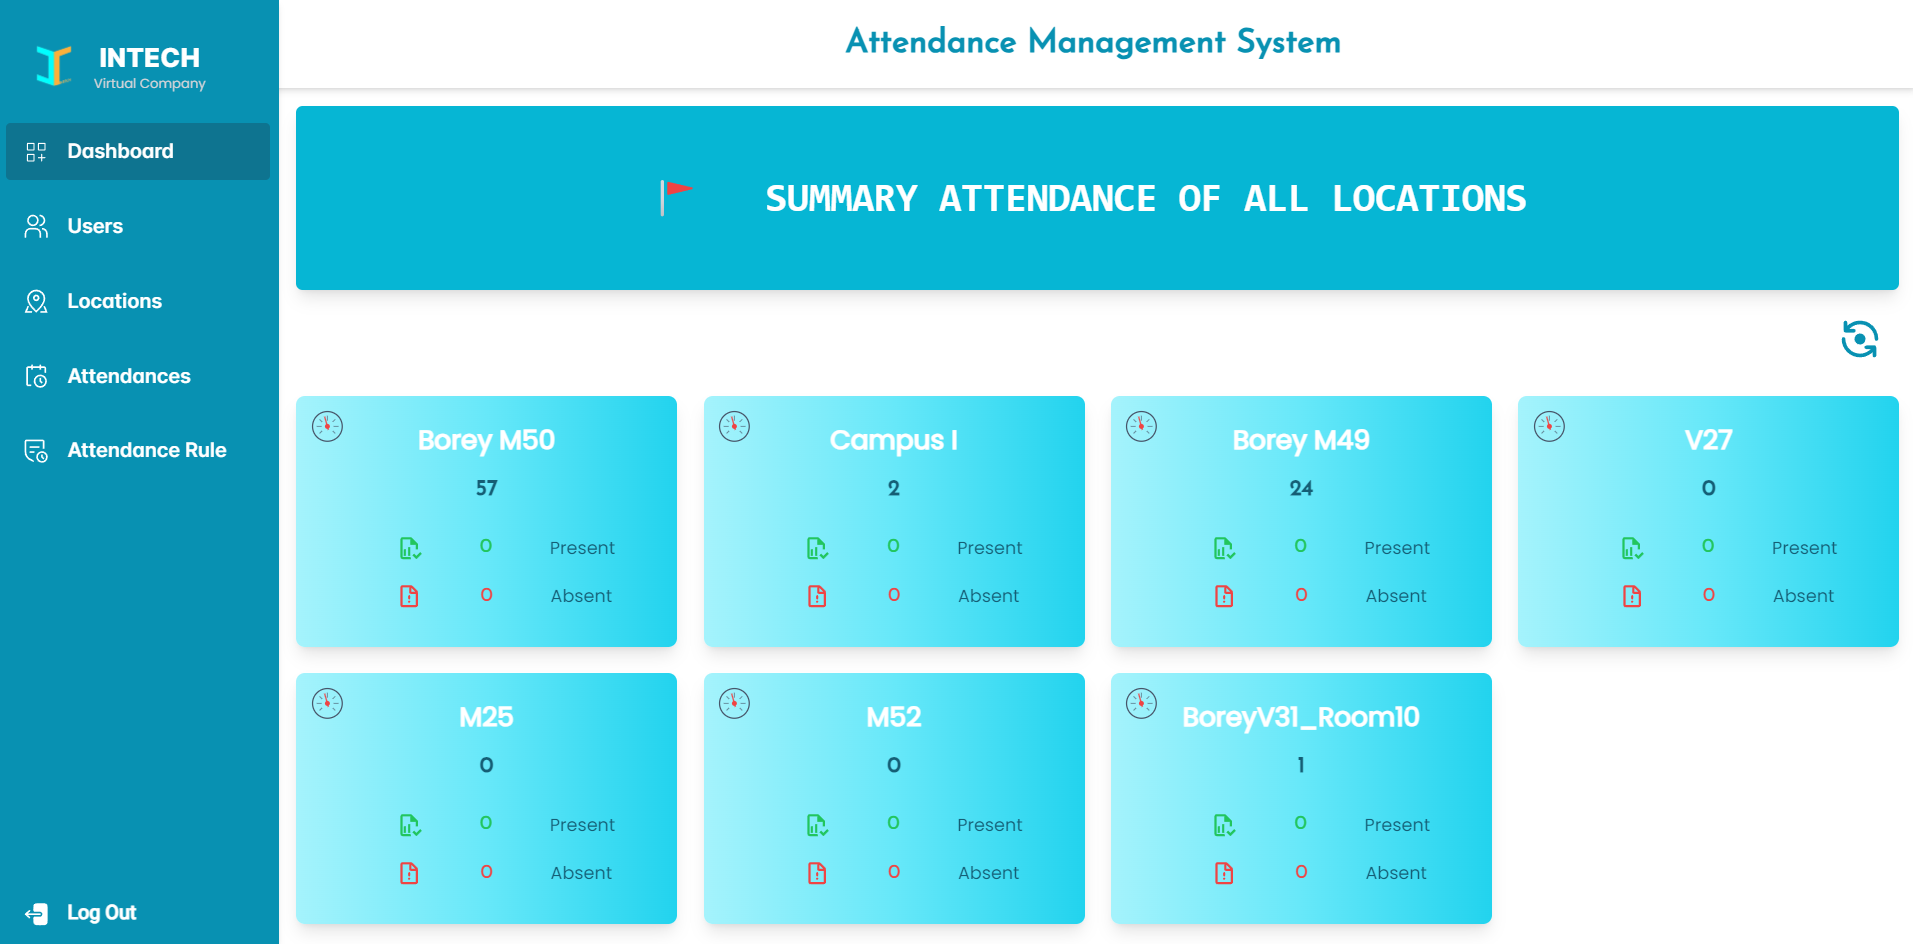 INTECH
Virtual Company
Dashboard
Users
Locations
Attendances
Attendance Rule
Log Out
Attendance Management System
SUMMARY ATTENDANCE OF ALL LOCATIONS
Borey M50
57
0 Present
0 Absent
Campus I
2
0 Present
0 Absent
Borey M49
24
0 Present
0 Absent
V27
0
0 Present
0 Absent
M25
0
0 Present
0 Absent
M52
0
0 Present
0 Absent
BoreyV31_Room10
1
0 Present
0 Absent